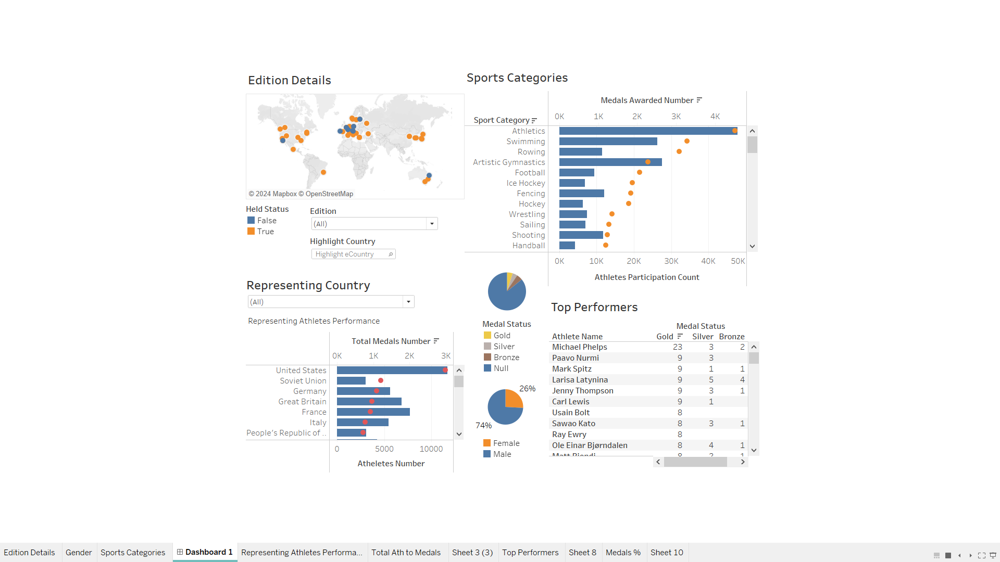 Edition Details
© 2024 Mapbox © OpenStreetMap
Held Status
False
True
Edition
(All)
Highlight Country
Highlight eCountry
Sports Categories
Medals Awarded Number
0K 1K 2K 3K 4K
Sport Category
Athletics
Swimming
Rowing
Artistic Gymnastics
Football
Ice Hockey
Fencing
Hockey
Wrestling
Sailing
Shooting
Handball
0K 10K 20K 30K 40K 50K
Athletes Participation Count
Representing Country
(All)
Representing Athletes Performance
Total Medals Number
0K 1K 2K 3K
United States
Soviet Union
Germany
Great Britain
France
Italy
People's Republic of ..
0 5000 10000
Atheletes Number
Medal Status
Gold
Silver
Bronze
Null
26%
74%
Female
Male
Top Performers
Medal Status
Athlete Name Gold Silver Bronze
Michael Phelps 23 3 2
Paavo Nurmi 9 3
Mark Spitz 9 1 1
Larisa Latynina 9 5 4
Jenny Thompson 9 3 1
Carl Lewis 9 1
Usain Bolt 8
Sawao Kato 8 3 1
Ray Ewry 8
Ole Einar Bjørndalen 8 4 1
Matt Biondi 8 2 1
Edition Details Gender Sports Categories Dashboard 1 Representing Athletes Performa... Total Ath to Medals Sheet 3 (3) Top Performers Sheet 8 Medals % Sheet 10